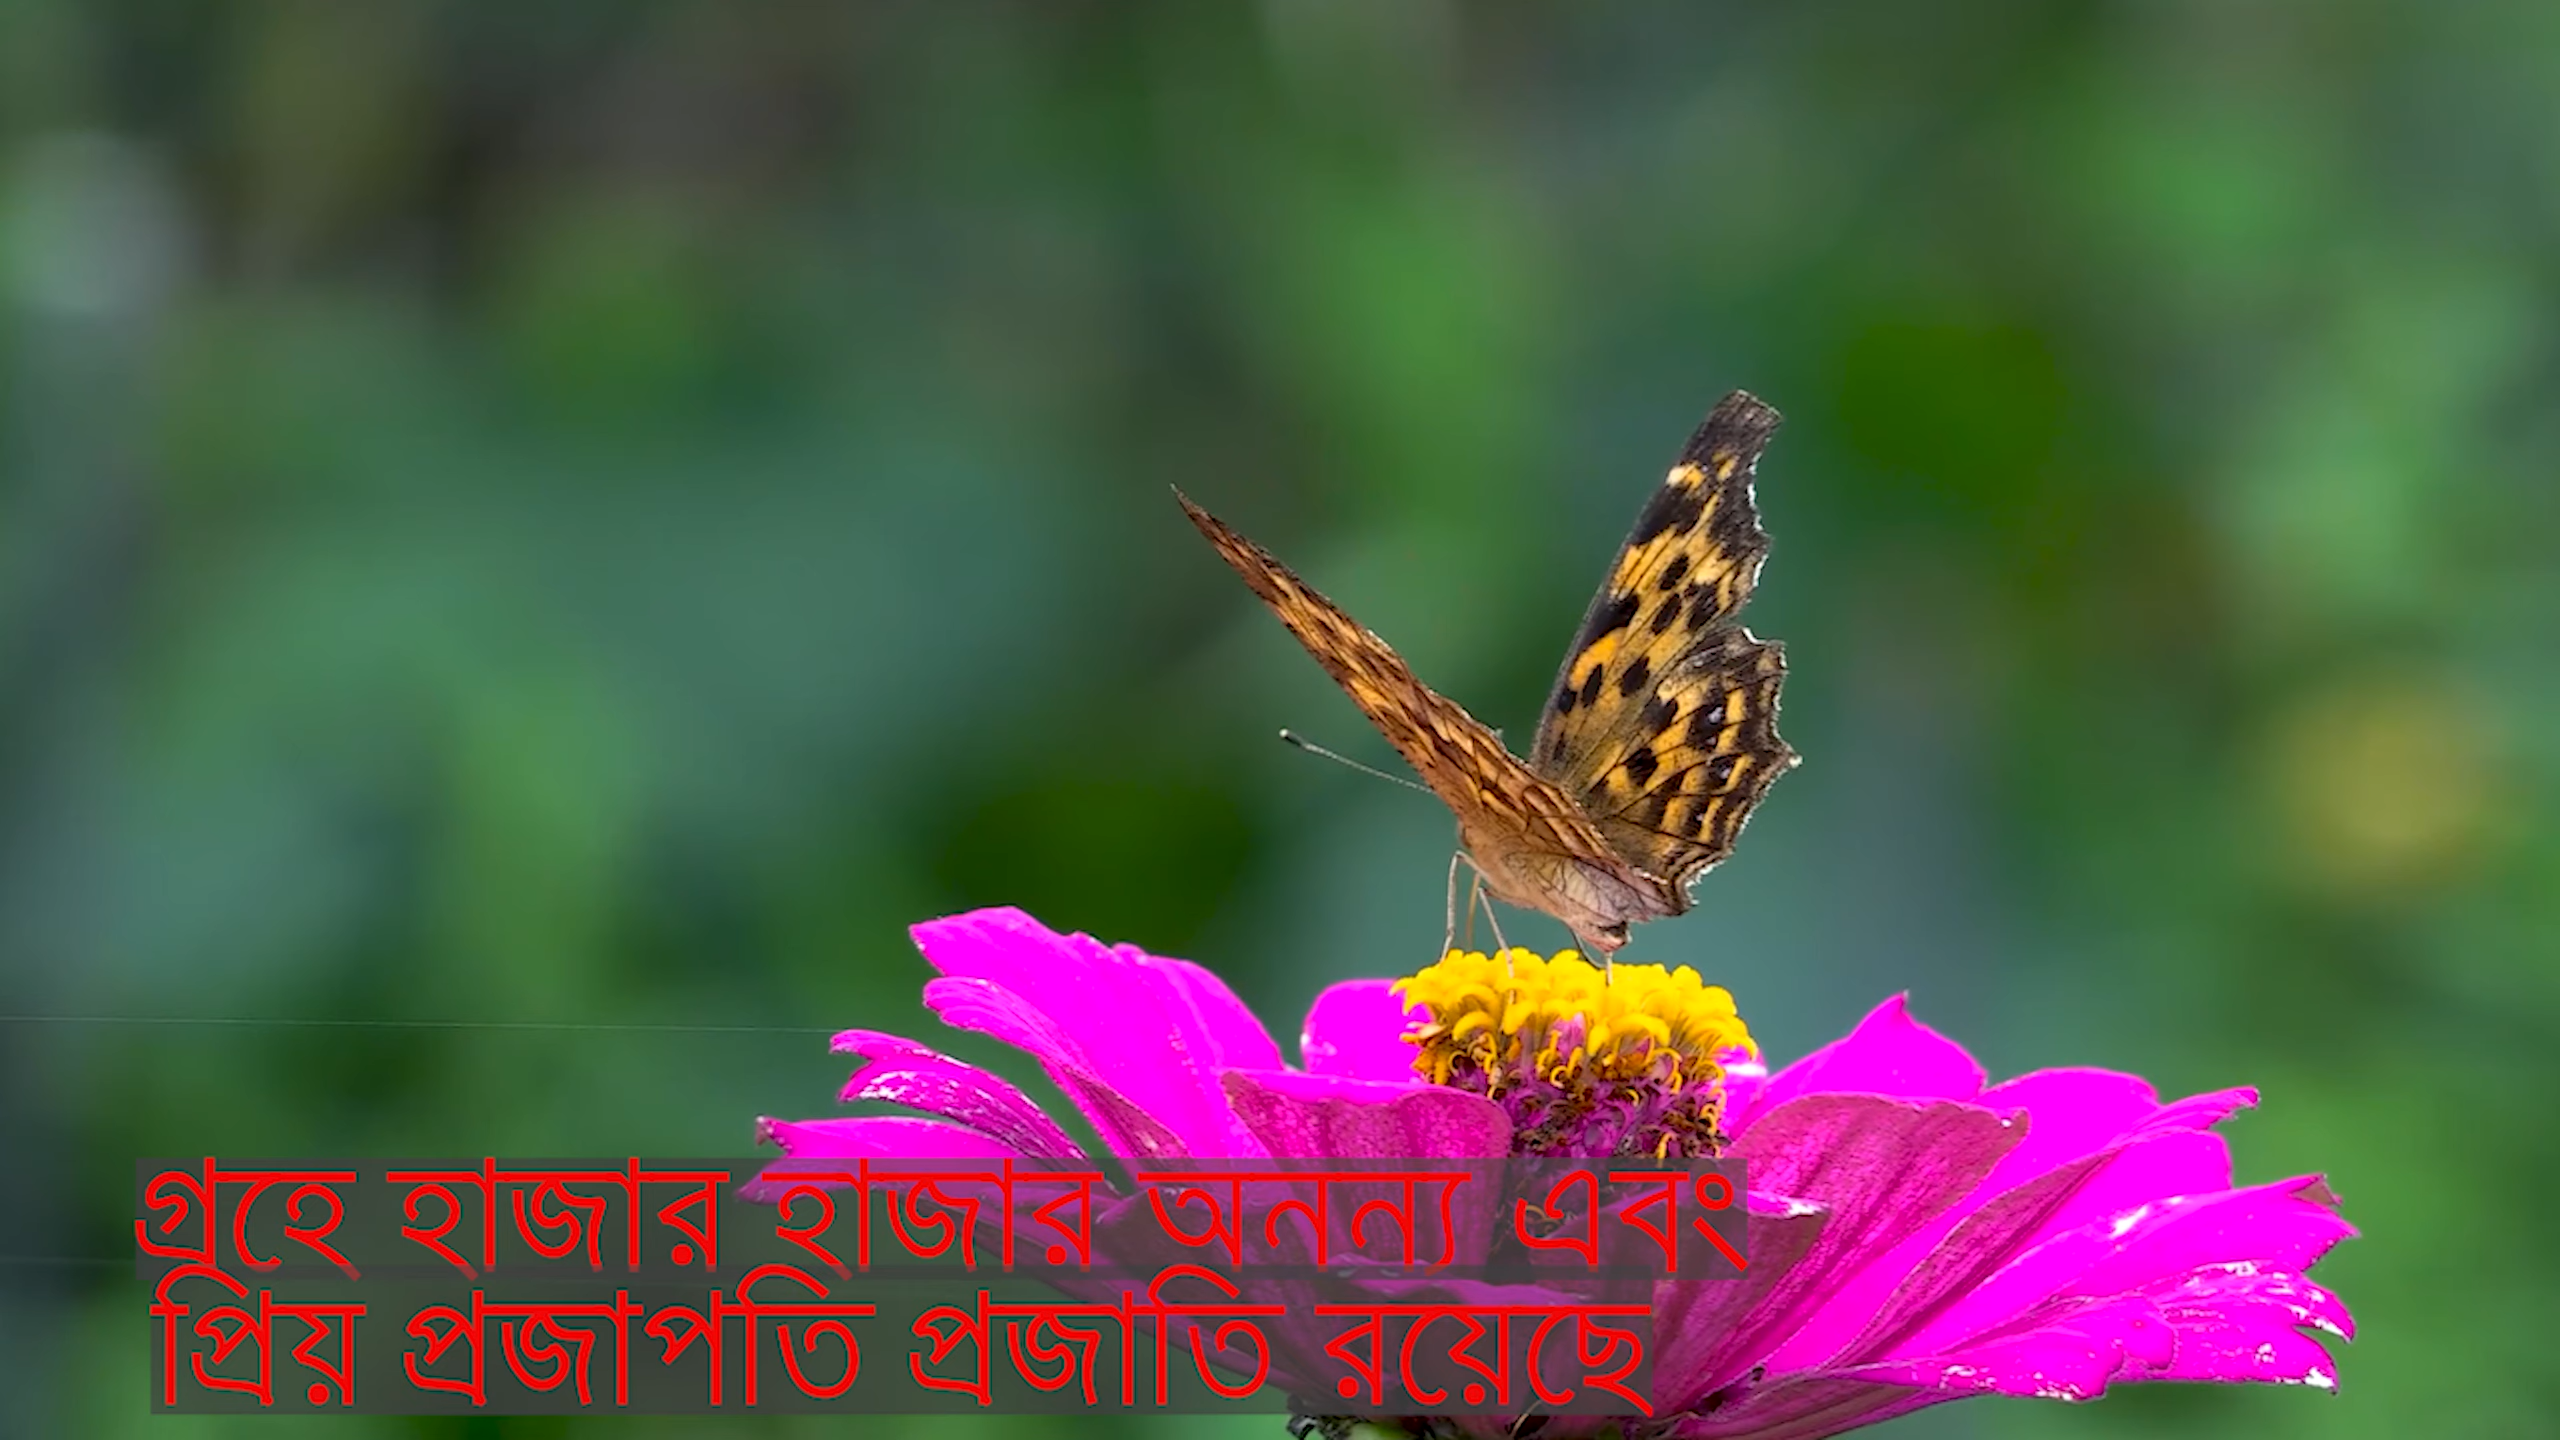 গ্রহে হাজার হাজার অনন্য এবং
প্রিয় প্রজাপতি প্রজাতি রয়েছে